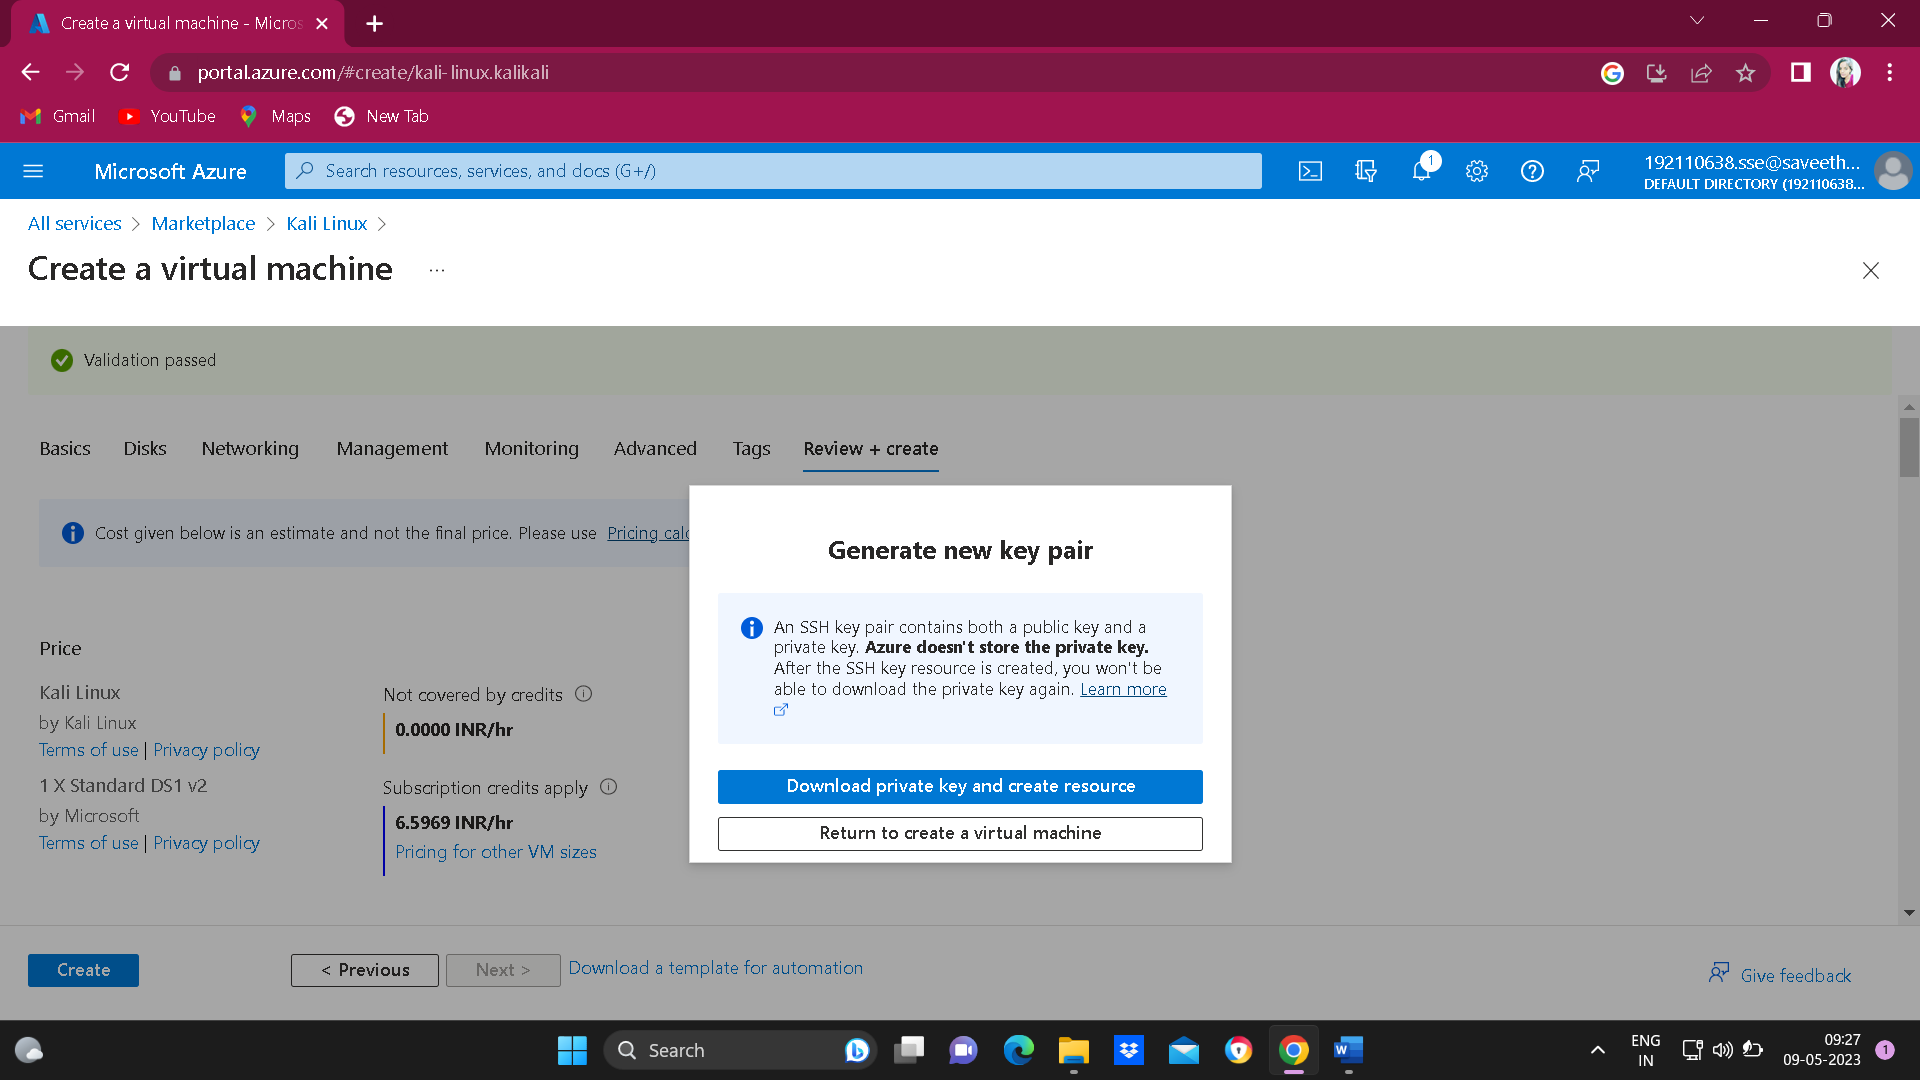 Create a virtual machine - Micros
portal.azure.com/#create/kali-linux.kalikali
Gmail
YouTube
Maps
New Tab
Microsoft Azure
Search resources, services, and docs (G+/)
1
192110638.sse@saveeth...
DEFAULT DIRECTORY (192110638...
All services > Marketplace > Kali Linux >
Create a virtual machine ...
Validation passed
Basics
Disks
Networking
Management
Monitoring
Advanced
Tags
Review + create
Cost given below is an estimate and not the final price. Please use Pricing calc
Price
Kali Linux
by Kali Linux
Terms of use | Privacy policy
Not covered by credits
0.0000 INR/hr
1 X Standard DS1 v2
by Microsoft
Terms of use | Privacy policy
Subscription credits apply
6.5969 INR/hr
Pricing for other VM sizes
Generate new key pair
An SSH key pair contains both a public key and a
private key. Azure doesn't store the private key.
After the SSH key resource is created, you won't be
able to download the private key again. Learn more
Download private key and create resource
Return to create a virtual machine
Create
< Previous
Next >
Download a template for automation
Give feedback
Search
ENG
IN
09:27
09-05-2023
1